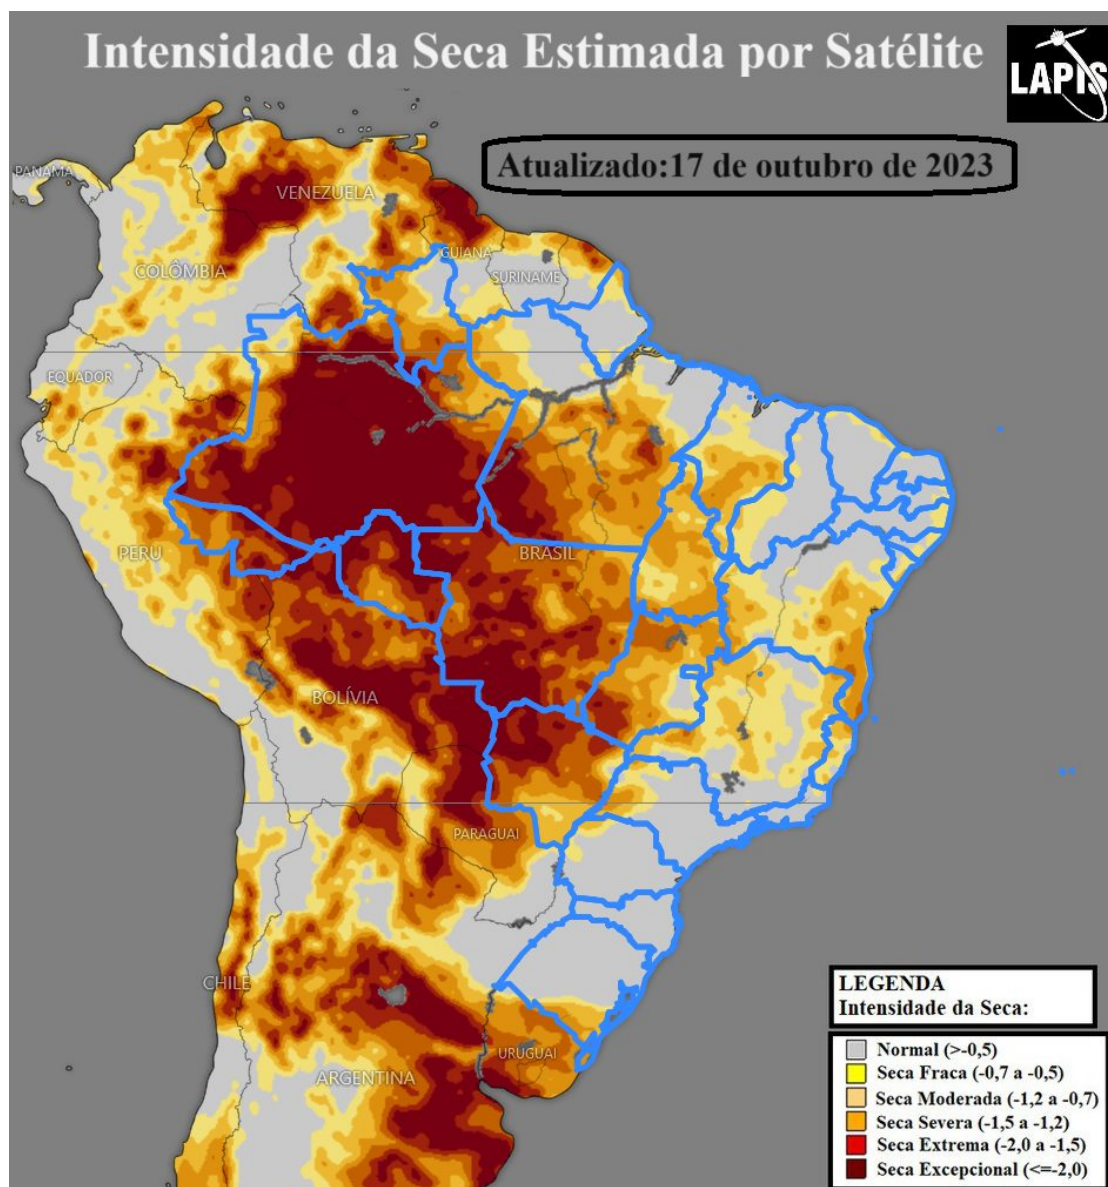 Intensidade da Seca Estimada por Satélite
LAPIS
Atualizado:17 de outubro de 2023
PANAMÁ
VENEZUELA
GUIANA
SURINAME
COLÔMBIA
EQUADOR
PERU
BRASIL
BOLÍVIA
PARAGUAI
CHILE
URUGUAI
ARGENTINA
LEGENDA
Intensidade da Seca:
Normal (>-0,5)
Seca Fraca (-0,7 a -0,5)
Seca Moderada (-1,2 a -0,7)
Seca Severa (-1,5 a -1,2)
Seca Extrema (-2,0 a -1,5)
Seca Excepcional (<=-2,0)